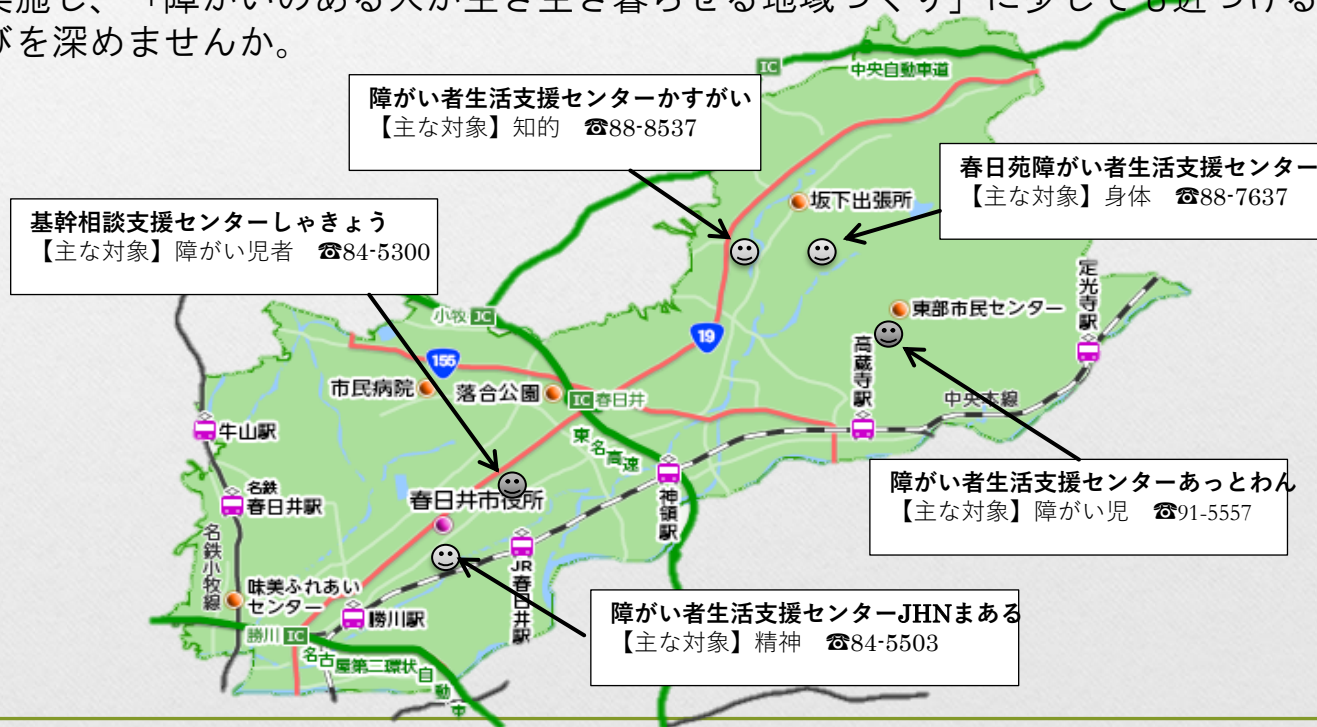 実施し、「障がいのある人が生き生き暮らせる地域づくり」に少しでも近づける
びを深めませんか。
IC
中央自動車道
障がい者生活支援センターかすがい
【主な対象】知的 ☎88-8537
春日苑障がい者生活支援センター
【主な対象】身体 ☎88-7637
坂下出張所
基幹相談支援センターしゃきょう
【主な対象】障がい児者 ☎84-5300
定光寺駅
東部市民センター
小牧 JC
19
155
高蔵寺駅
市民病院
落合公園
IC 春日井
中央本線
牛山駅
東名高速
神領駅
障がい者生活支援センターあっとわん
【主な対象】障がい児 ☎91-5557
名鉄
春日井駅
春日井市役所
名鉄小牧線
JR春日井駅
味美ふれあい
センター
勝川駅
障がい者生活支援センターJHNまある
【主な対象】精神 ☎84-5503
勝川 IC
名古屋第三環状自動車